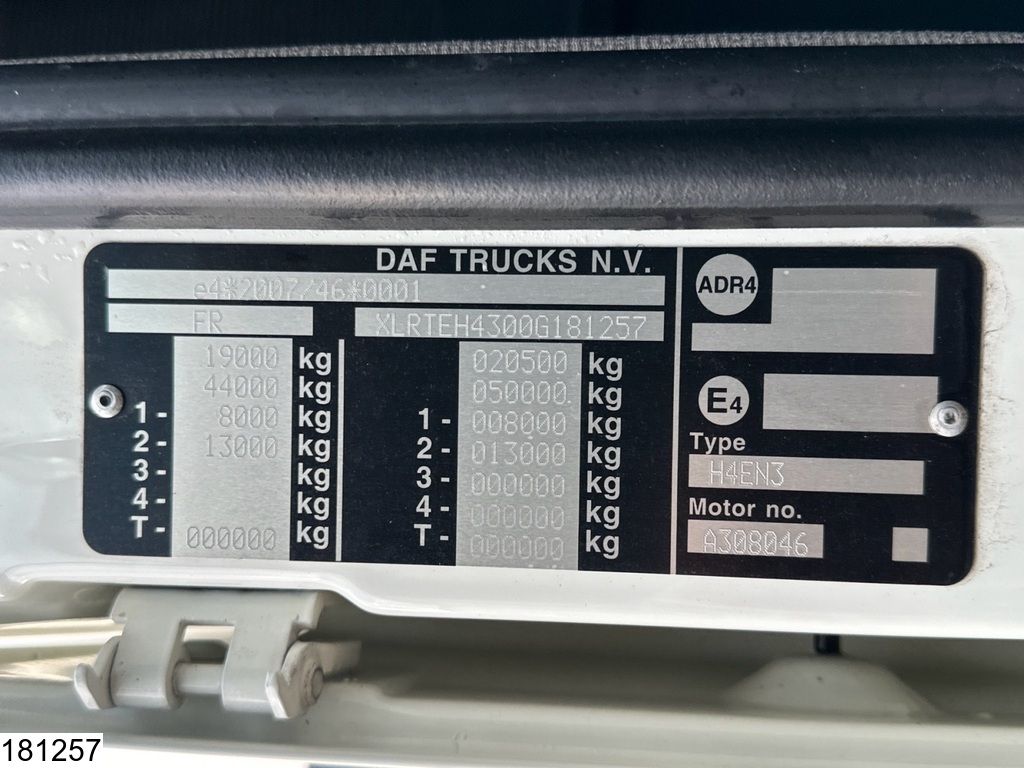 DAF TRUCKS N.V.
e4*2007/46*0001
FR XLRTEH4300G181257
19000 kg 020500 kg
44000 kg 050000 kg
1- 8000 kg 1- 008000 kg
2- 13000 kg 2- 013000 kg
3- kg 3- 000000 kg
4- kg 4- 000000 kg
T- 000000 kg T- 000000 kg
ADR4
E4
Type
H4EN3
Motor no.
A308046
181257